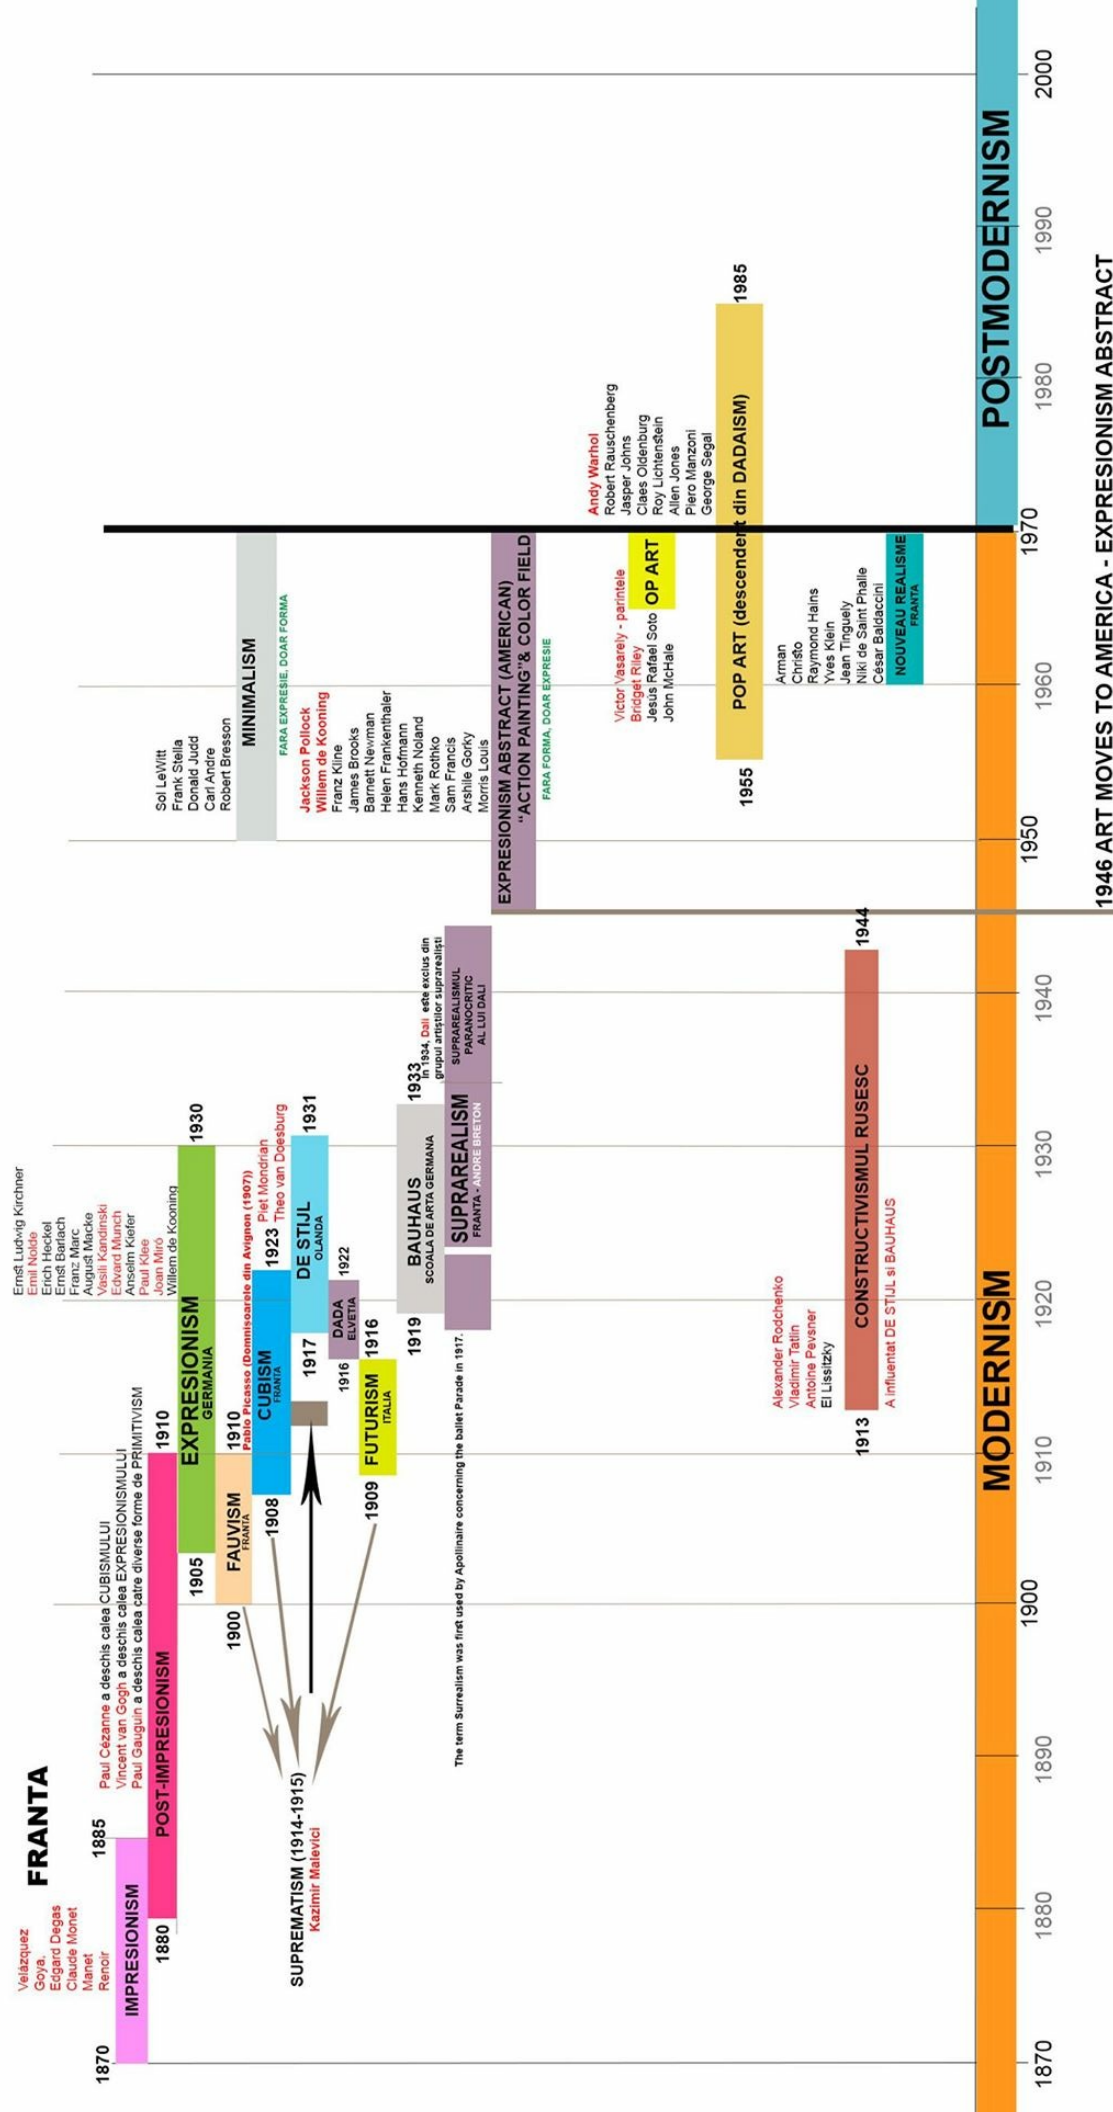 FRANTA
Velázquez
Goya,
Edgard Degas
Claude Monet
Manet
Renoir
1870
1885
IMPRESIONISM
Paul Cézanne a deschis calea CUBISMULUI
Vincent van Gogh a deschis calea EXPRESIONISMULUI
Paul Gauguin a deschis calea catre diverse forme de PRIMITIVISM
1880
POST-IMPRESIONISM
1910
Ernst Ludwig Kirchner
Emil Nolde
Erich Heckel
Ernst Barlach
Franz Marc
August Macke
Vasili Kandinski
Edvard Munch
Anselm Kiefer
Paul Klee
Joan Miró
Willem de Kooning
1905
EXPRESIONISM
GERMANIA
1930
1900
FAUVISM
FRANTA
1910
Pablo Picasso (Domnisoarele din Avignon (1907))
1908
CUBISM
FRANTA
1923
Piet Mondrian
Theo van Doesburg
1917
DE STIJL
OLANDA
1931
SUPREMATISM (1914-1915)
Kazimir Malevici
1916
DADA
ELVETIA
1922
1909
FUTURISM
ITALIA
1916
1919
BAUHAUS
SCOALA DE ARTA GERMANA
1933
In 1934, Dali este exclus din
grupul artiștilor suprarealiști
The term Surrealism was first used by Apollinaire concerning the ballet Parade in 1917.
SUPRAREALISM
FRANTA - ANDRE BRETON
SUPRAREALISMUL
PARANOCRITIC
AL LUI DALI
Sol LeWitt
Frank Stella
Donald Judd
Carl Andre
Robert Bresson
MINIMALISM
FARA EXPRESIE, DOAR FORMA
Jackson Pollock
Willem de Kooning
Franz Kline
James Brooks
Barnett Newman
Helen Frankenthaler
Hans Hofmann
Kenneth Noland
Mark Rothko
Sam Francis
Arshile Gorky
Morris Louis
EXPRESIONISM ABSTRACT (AMERICAN)
"ACTION PAINTING"& COLOR FIELD
FARA FORMA, DOAR EXPRESIE
Victor Vasarely - parintele
Bridget Riley
Jesús Rafael Soto
John McHale
OP ART
Andy Warhol
Robert Rauschenberg
Jasper Johns
Claes Oldenburg
Roy Lichtenstein
Allen Jones
Piero Manzoni
George Segal
1955
POP ART (descendent din DADAISM)
1985
Arman
Christo
Raymond Hains
Yves Klein
Jean Tinguely
Niki de Saint Phalle
César Baldaccini
NOUVEAU REALISME
FRANTA
Alexander Rodchenko
Vladimir Tatlin
Antoine Pevsner
El Lissitzky
1913
CONSTRUCTIVISMUL RUSESC
1944
A influentat DE STIJL si BAUHAUS
MODERNISM
POSTMODERNISM
1870
1880
1890
1900
1910
1920
1930
1940
1950
1960
1970
1980
1990
2000
1946 ART MOVES TO AMERICA - EXPRESIONISM ABSTRACT